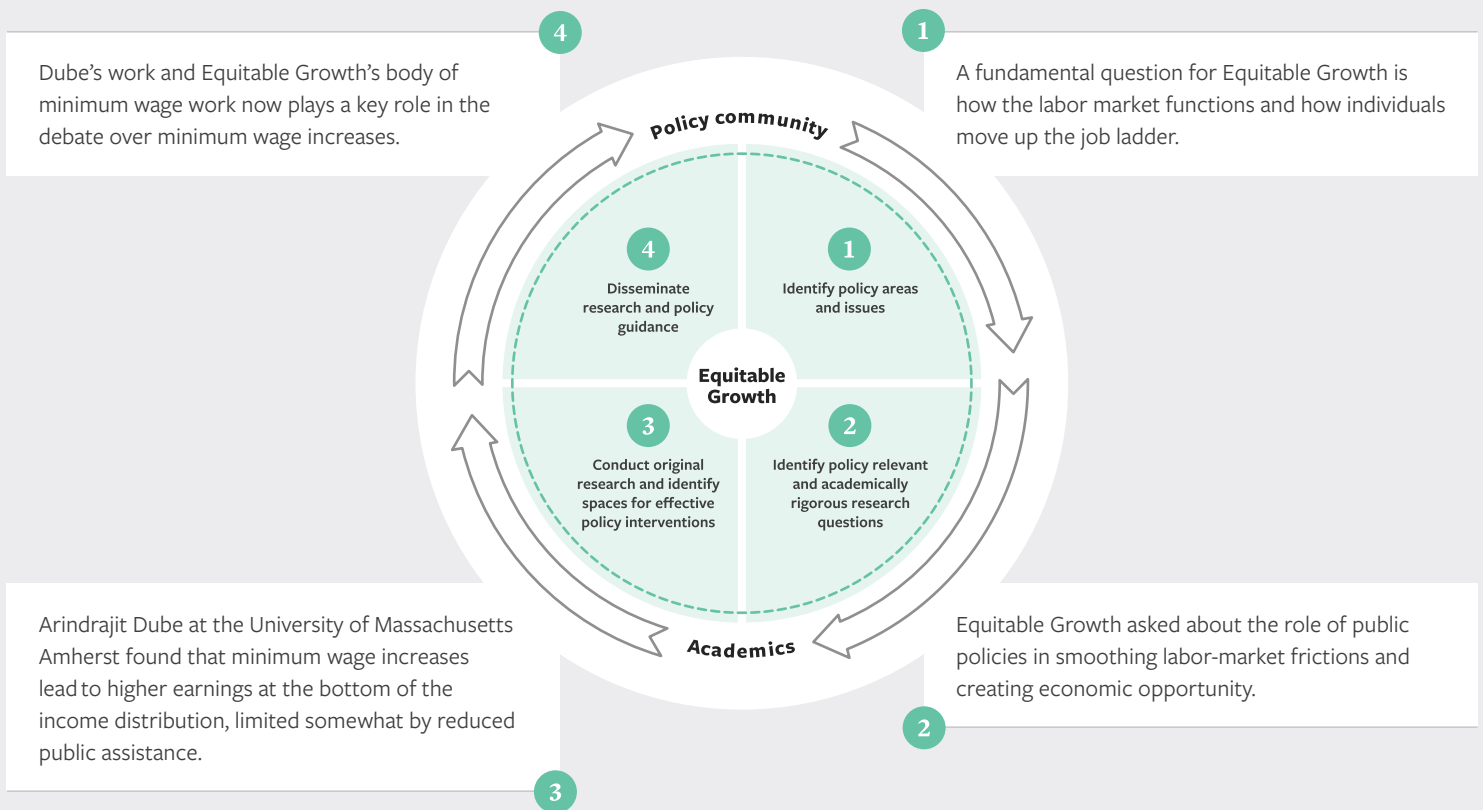 4
Dube’s work and Equitable Growth’s body of
minimum wage work now plays a key role in the
debate over minimum wage increases.
1
A fundamental question for Equitable Growth is
how the labor market functions and how individuals
move up the job ladder.
Policy community
4
Disseminate
research and policy
guidance
1
Identify policy areas
and issues
Equitable
Growth
3
Conduct original
research and identify
spaces for effective
policy interventions
2
Identify policy relevant
and academically
rigorous research
questions
Academics
Arindrajit Dube at the University of Massachusetts
Amherst found that minimum wage increases
lead to higher earnings at the bottom of the
income distribution, limited somewhat by reduced
public assistance.
3
Equitable Growth asked about the role of public
policies in smoothing labor-market frictions and
creating economic opportunity.
2